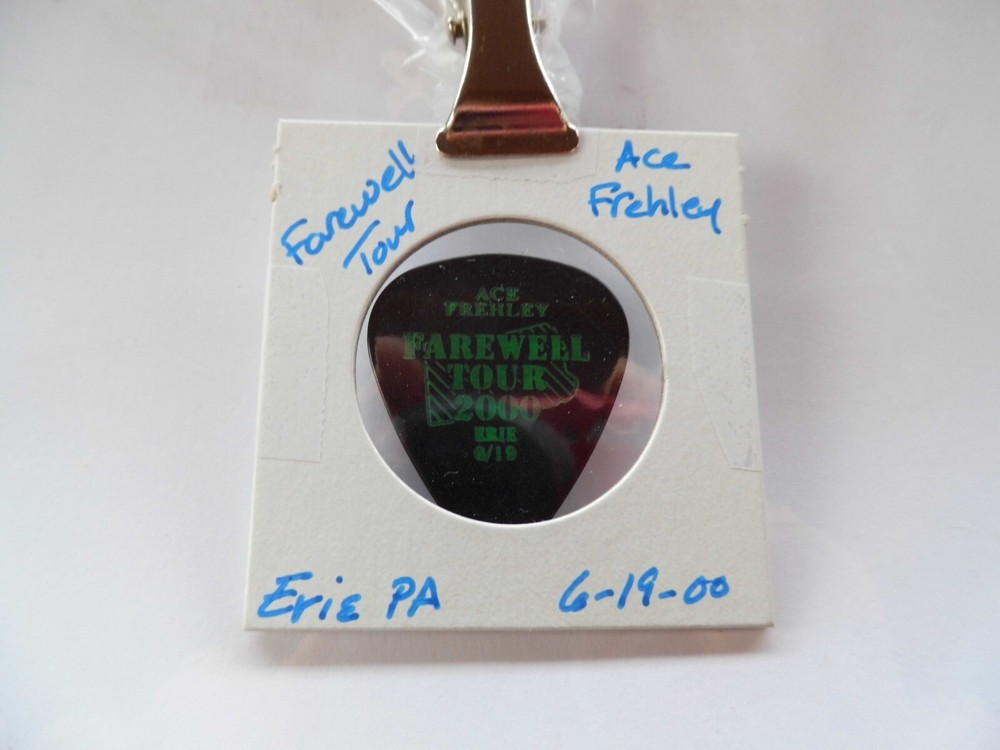 Farewell
Tour
Ace
Frehley
ACE
FREHLEY
FAREWELL
TOUR
2000
ERIE
6/19
Erie PA
6-19-00